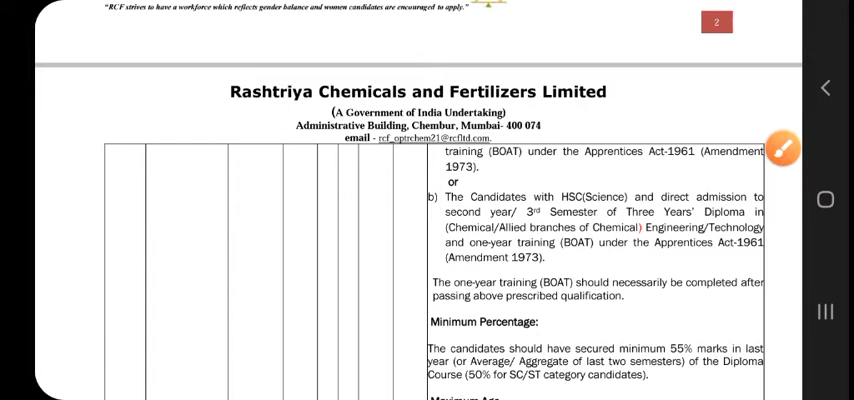 "RCF strives to have a workforce which reflects gender balance and women candidates are encouraged to apply."
2
Rashtriya Chemicals and Fertilizers Limited
(A Government of India Undertaking)
Administrative Building, Chembur, Mumbai- 400 074
email - rcf_optrchem21@rcfltd.com.
training (BOAT) under the Apprentices Act-1961 (Amendment
1973).
or
b) The Candidates with HSC(Science) and direct admission to
second year/ 3rd Semester of Three Years' Diploma in
(Chemical/Allied branches of Chemical) Engineering/Technology
and one-year training (BOAT) under the Apprentices Act-1961
(Amendment 1973).
The one-year training (BOAT) should necessarily be completed after
passing above prescribed qualification.
Minimum Percentage:
The candidates should have secured minimum 55% marks in last
year (or Average/ Aggregate of last two semesters) of the Diploma
Course (50% for SC/ST category candidates).
Maximum Age